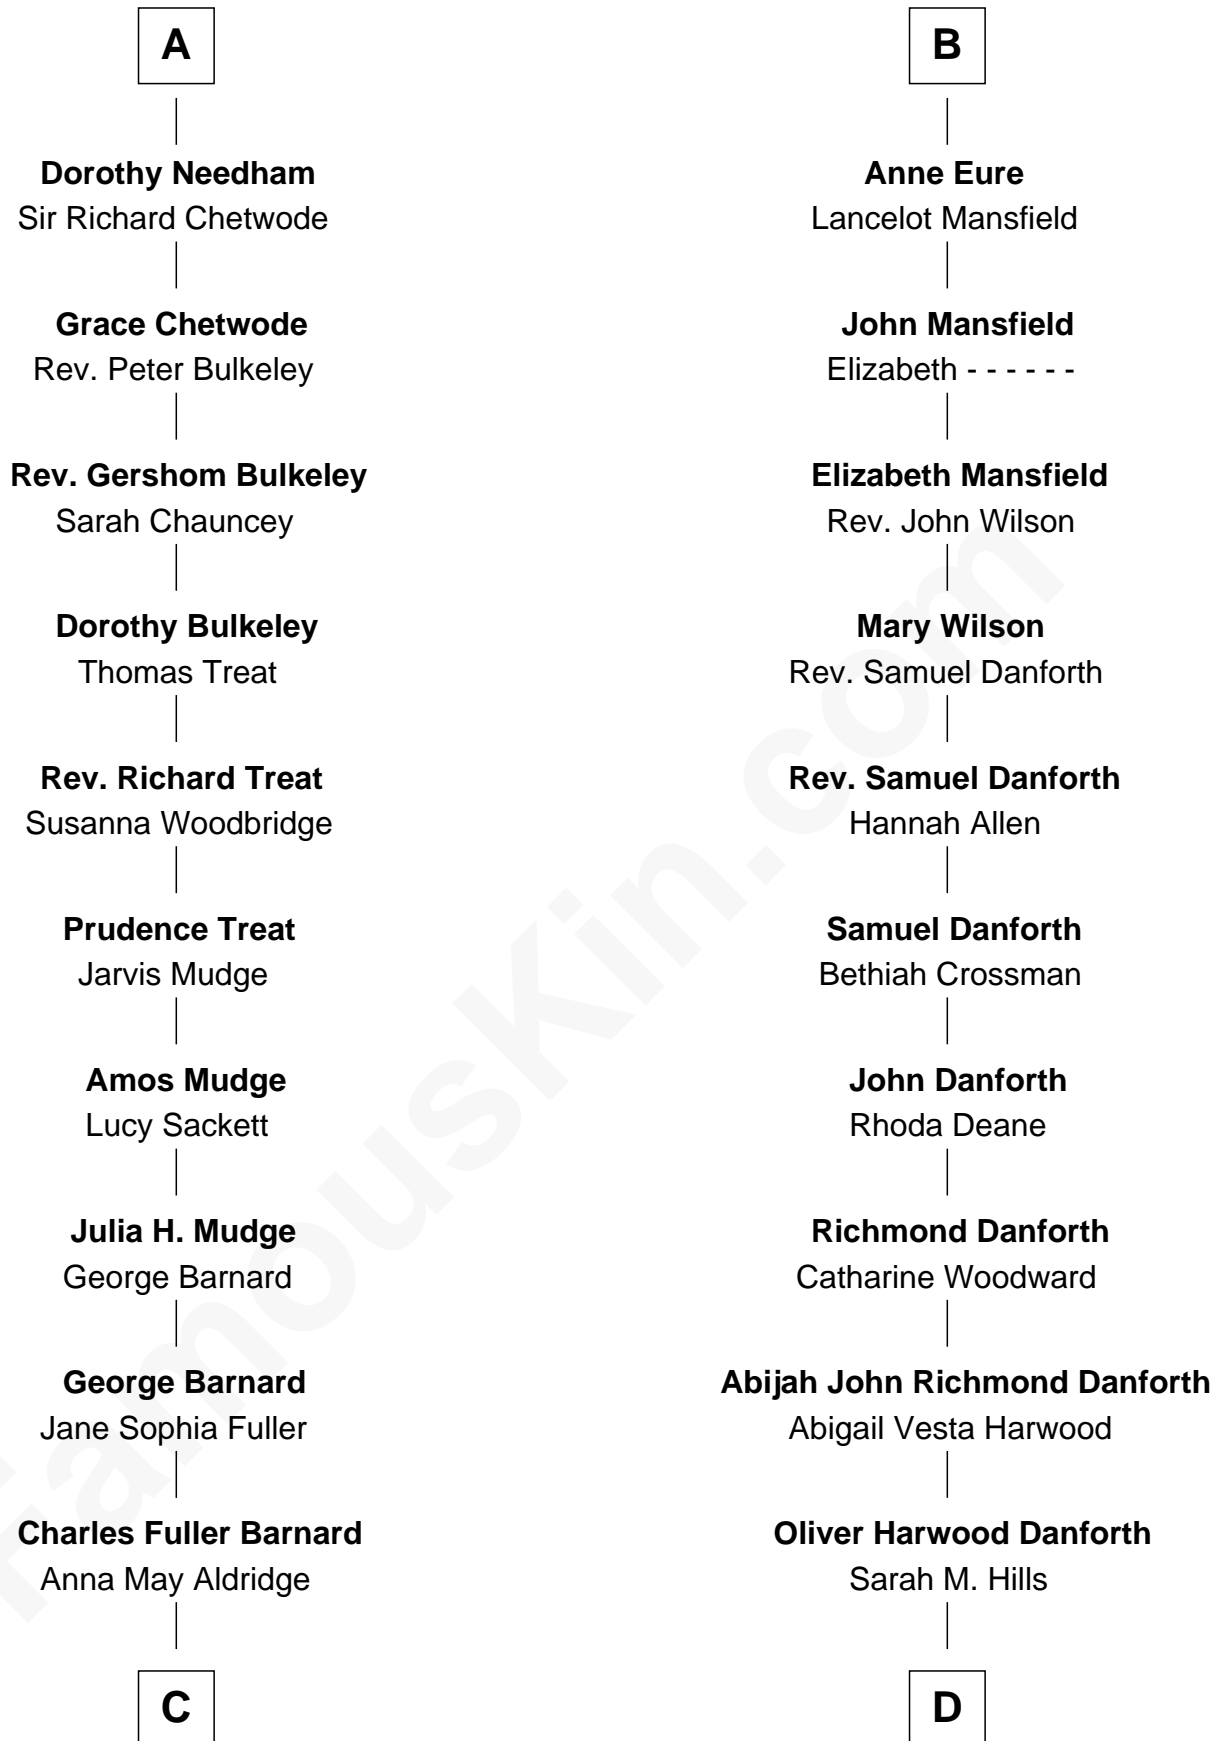 A
Dorothy Needham
Sir Richard Chetwode
Grace Chetwode
Rev. Peter Bulkeley
Rev. Gershom Bulkeley
Sarah Chauncey
Dorothy Bulkeley
Thomas Treat
Rev. Richard Treat
Susanna Woodbridge
Prudence Treat
Jarvis Mudge
Amos Mudge
Lucy Sackett
Julia H. Mudge
George Barnard
George Barnard
Jane Sophia Fuller
Charles Fuller Barnard
Anna May Aldridge
C
B
Anne Eure
Lancelot Mansfield
John Mansfield
Elizabeth - - - - - -
Elizabeth Mansfield
Rev. John Wilson
Mary Wilson
Rev. Samuel Danforth
Rev. Samuel Danforth
Hannah Allen
Samuel Danforth
Bethiah Crossman
John Danforth
Rhoda Deane
Richmond Danforth
Catharine Woodward
Abijah John Richmond Danforth
Abigail Vesta Harwood
Oliver Harwood Danforth
Sarah M. Hills
D
FamousKin.com